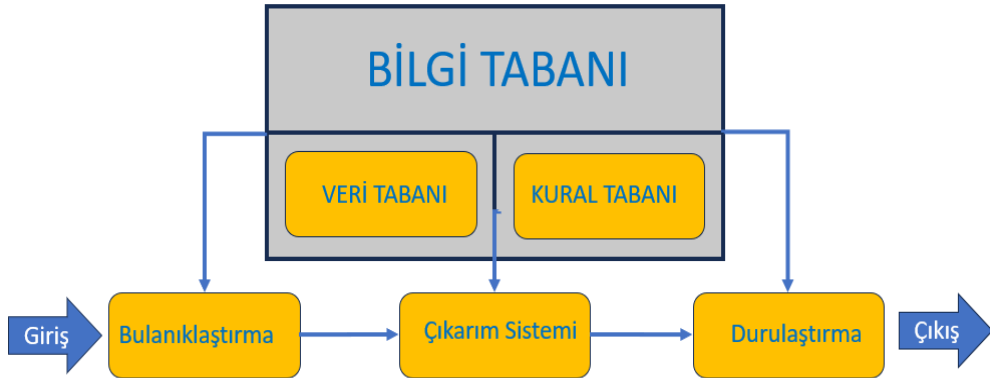 BİLGİ TABANI
VERİ TABANI
KURAL TABANI
Giriş
Bulanıklaştırma
Çıkarım Sistemi
Durulaştırma
Çıkış